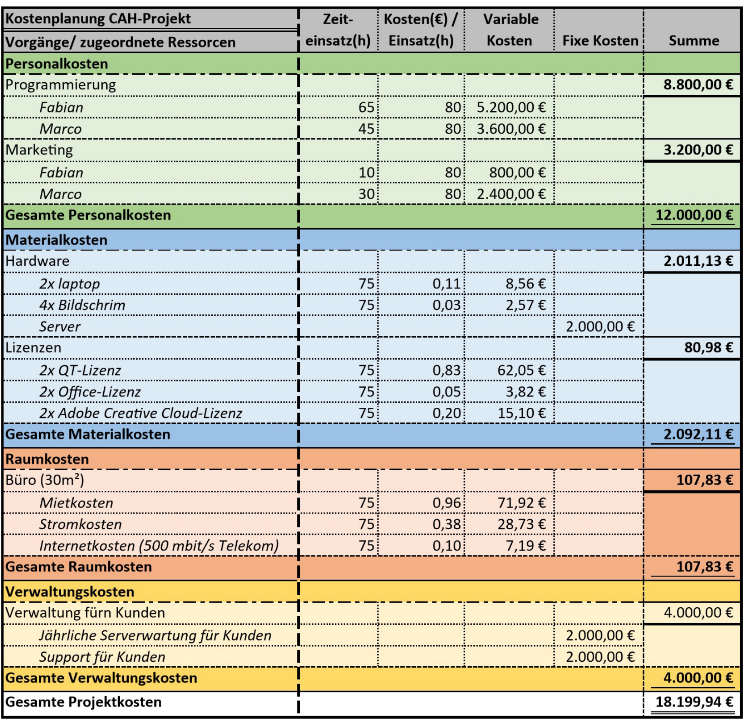 Kostenplanung CAH-Projekt Zeit- Kosten(€) / Variable
Vorgänge/ zugeordnete Ressorcen einsatz(h) Einsatz(h) Kosten Fixe Kosten Summe
Personalkosten
Programmierung 8.800,00 €
Fabian 65 80 5.200,00 €
Marco 45 80 3.600,00 €
Marketing 3.200,00 €
Fabian 10 80 800,00 €
Marco 30 80 2.400,00 €
Gesamte Personalkosten 12.000,00 €
Materialkosten
Hardware 2.011,13 €
2x laptop 75 0,11 8,56 €
4x Bildschrim 75 0,03 2,57 €
Server 2.000,00 €
Lizenzen 80,98 €
2x QT-Lizenz 75 0,83 62,05 €
2x Office-Lizenz 75 0,05 3,82 €
2x Adobe Creative Cloud-Lizenz 75 0,20 15,10 €
Gesamte Materialkosten 2.092,11 €
Raumkosten
Büro (30m²) 107,83 €
Mietkosten 75 0,96 71,92 €
Stromkosten 75 0,38 28,73 €
Internetkosten (500 mbit/s Telekom) 75 0,10 7,19 €
Gesamte Raumkosten 107,83 €
Verwaltungskosten
Verwaltung fürn Kunden 4.000,00 €
Jährliche Serverwartung für Kunden 2.000,00 €
Support für Kunden 2.000,00 €
Gesamte Verwaltungskosten 4.000,00 €
Gesamte Projektkosten 18.199,94 €